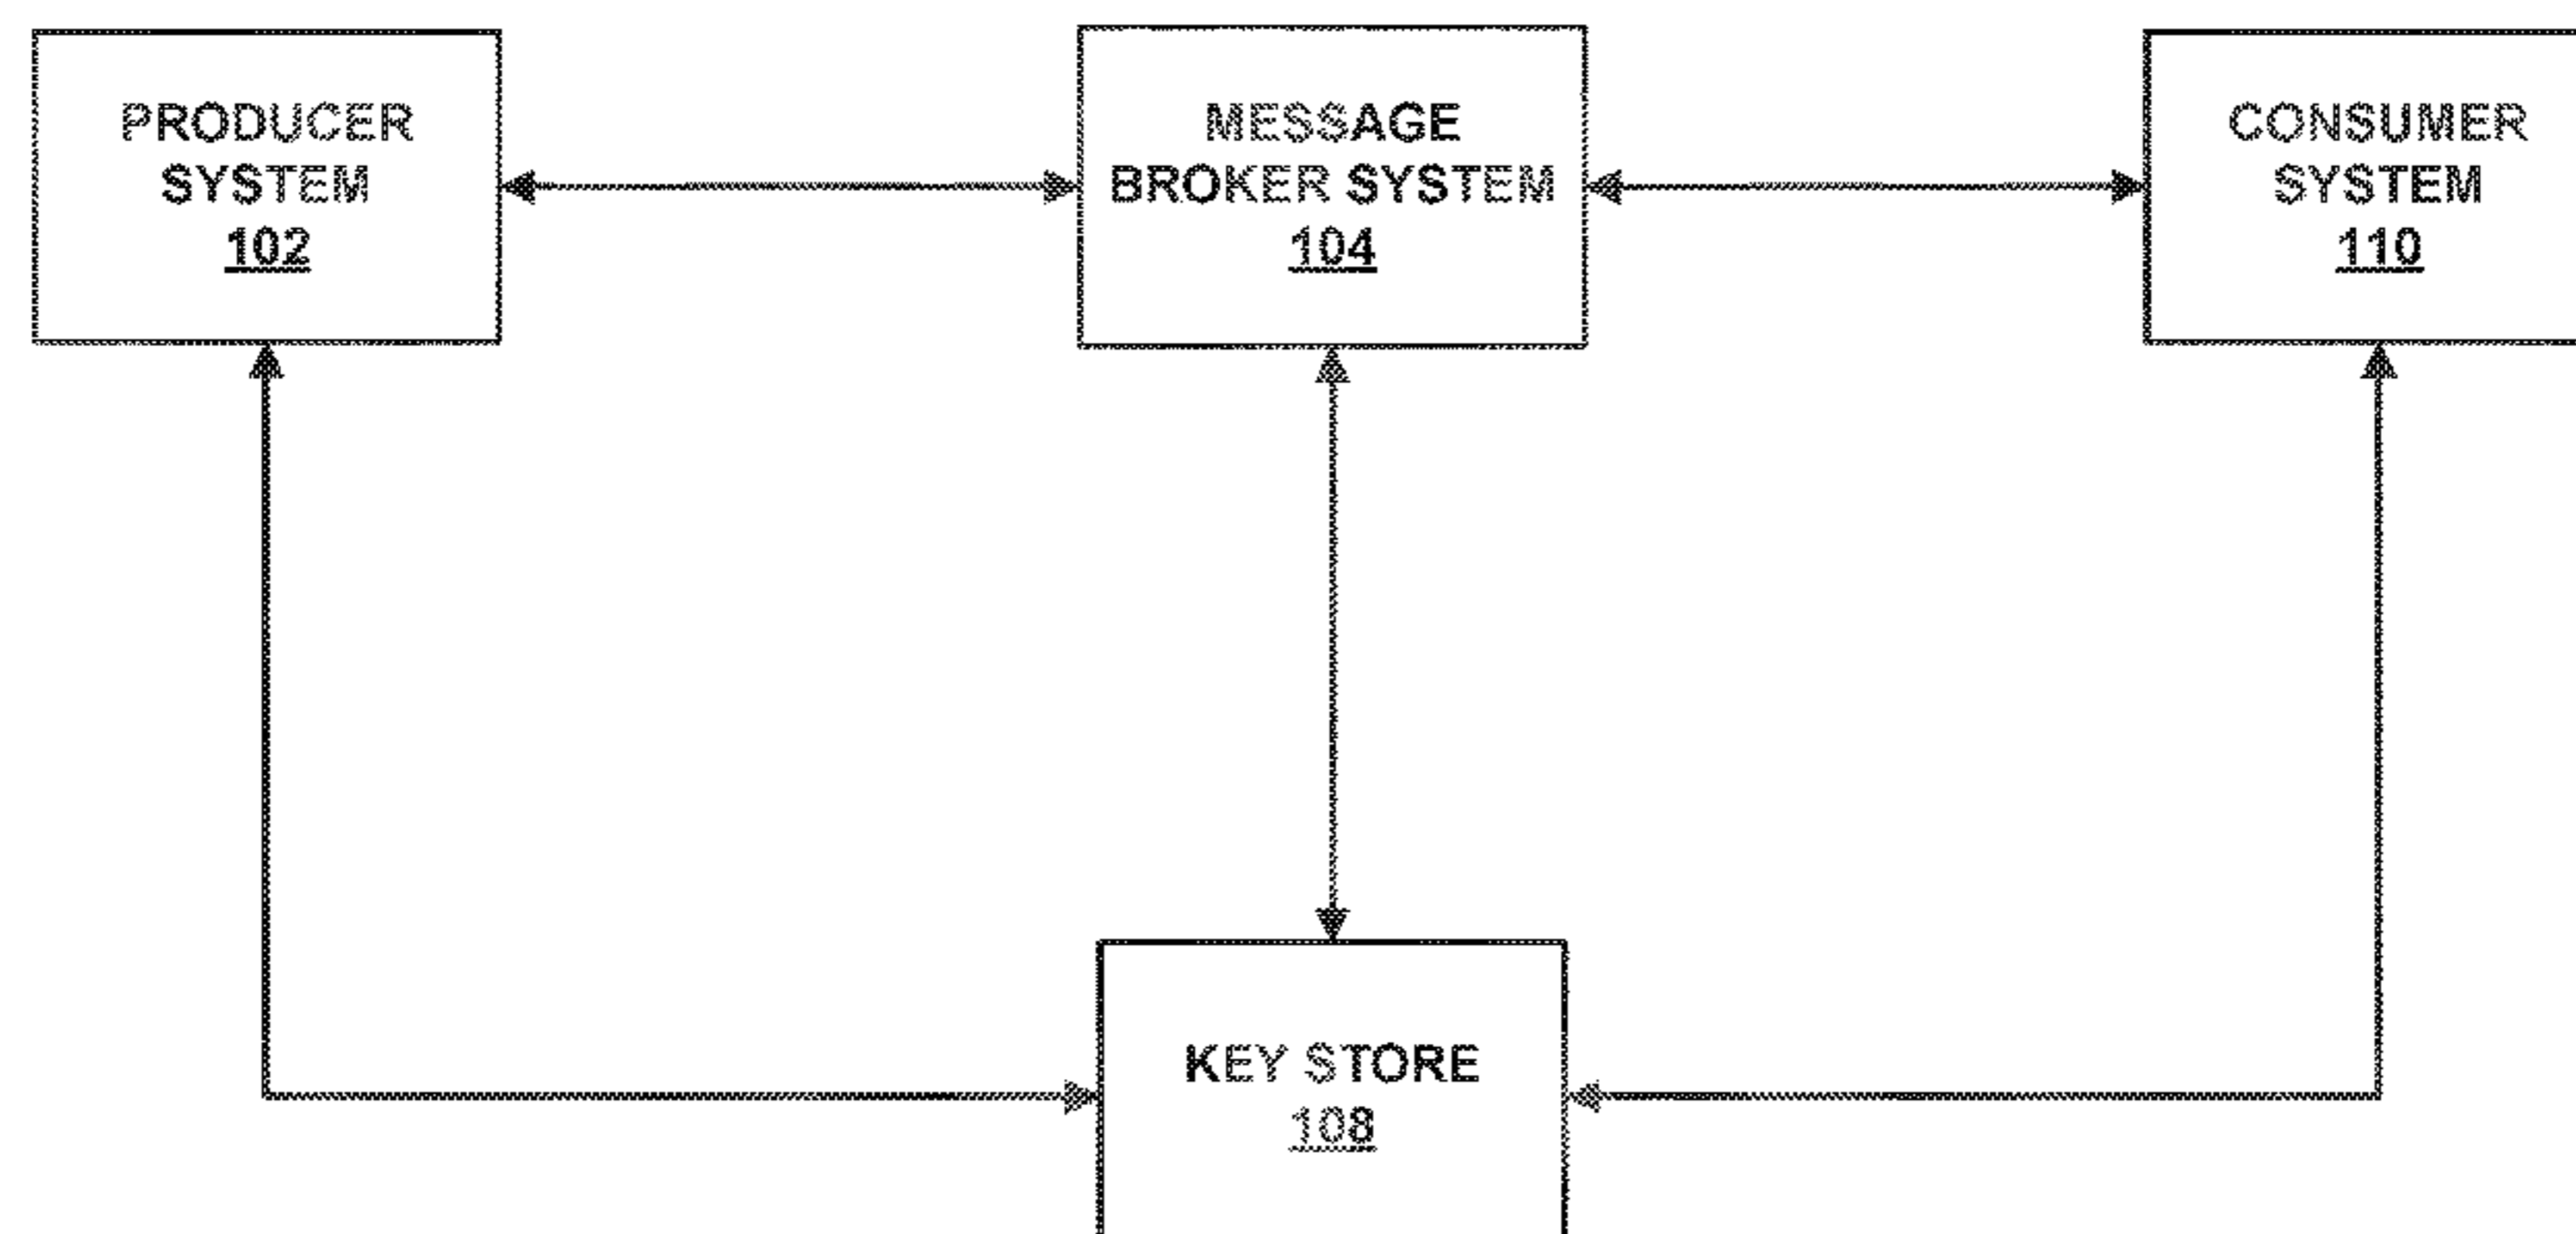 PRODUCER
SYSTEM
102
MESSAGE
BROKER SYSTEM
104
CONSUMER
SYSTEM
110
KEY STORE
108